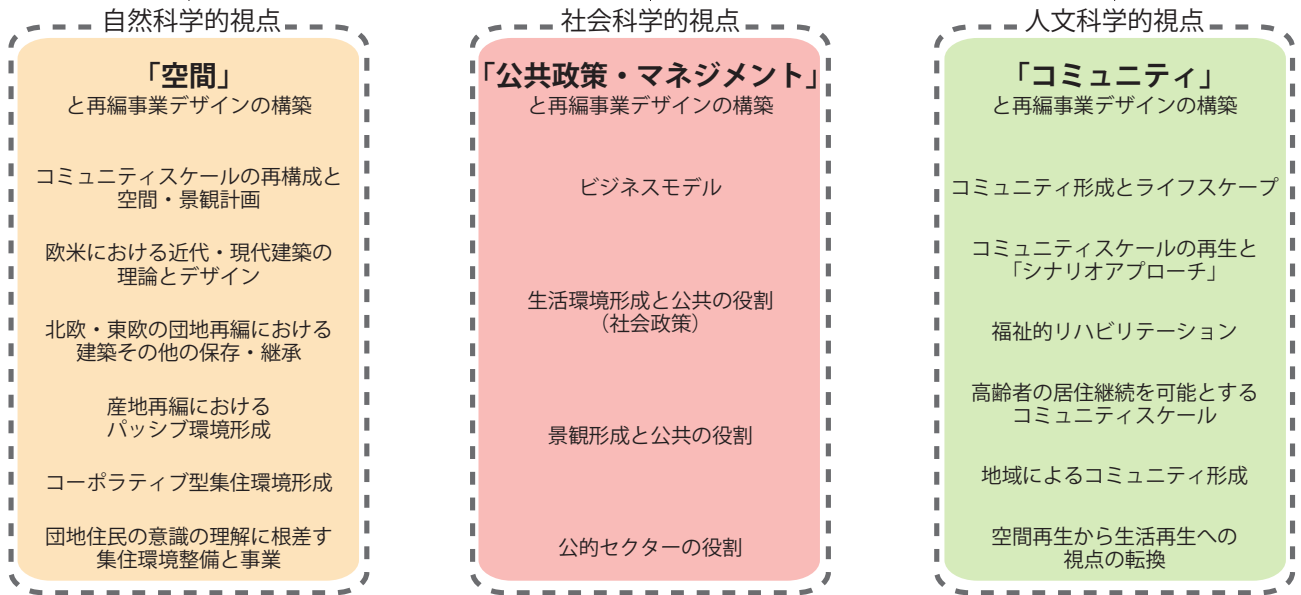 自然科学的視点
「空間」
と再編事業デザインの構築
コミュニティスケールの再構成と
空間・景観計画
欧米における近代・現代建築の
理論とデザイン
北欧・東欧の団地再編における
建築その他の保存・継承
産地再編における
パッシブ環境形成
コーポラティブ型集住環境形成
団地住民の意識の理解に根差す
集住環境整備と事業
社会科学的視点
「公共政策・マネジメント」
と再編事業デザインの構築
ビジネスモデル
生活環境形成と公共の役割
（社会政策）
景観形成と公共の役割
公的セクターの役割
人文科学的視点
「コミュニティ」
と再編事業デザインの構築
コミュニティ形成とライフスケープ
コミュニティスケールの再生と
「シナリオアプローチ」
福祉的リハビリテーション
高齢者の居住継続を可能とする
コミュニティスケール
地域によるコミュニティ形成
空間再生から生活再生への
視点の転換